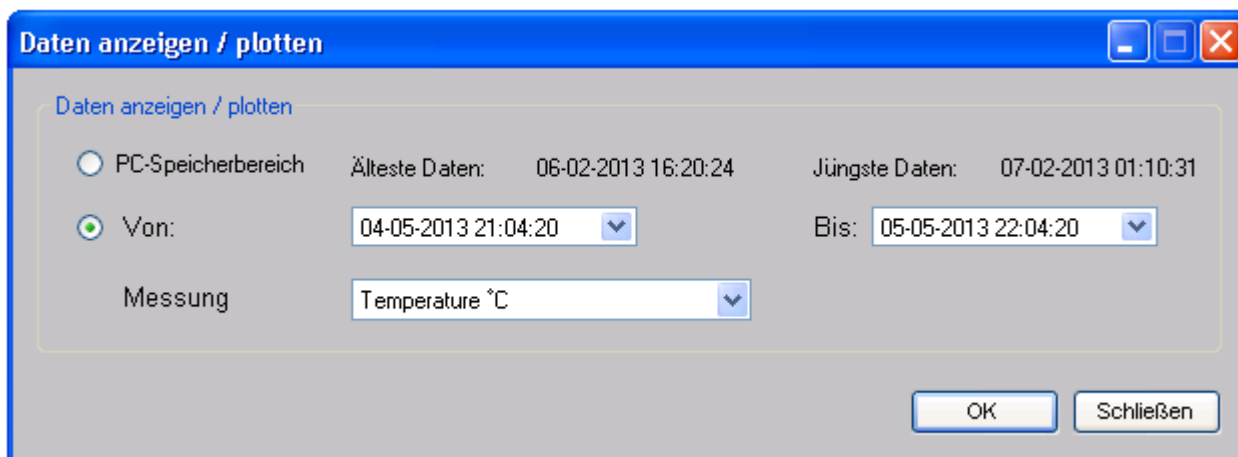 Daten anzeigen / plotten
Daten anzeigen / plotten
PC-Speicherbereich Älteste Daten: 06-02-2013 16:20:24 Jüngste Daten: 07-02-2013 01:10:31
Von: 04-05-2013 21:04:20 Bis: 05-05-2013 22:04:20
Messung Temperature °C
OK Schließen